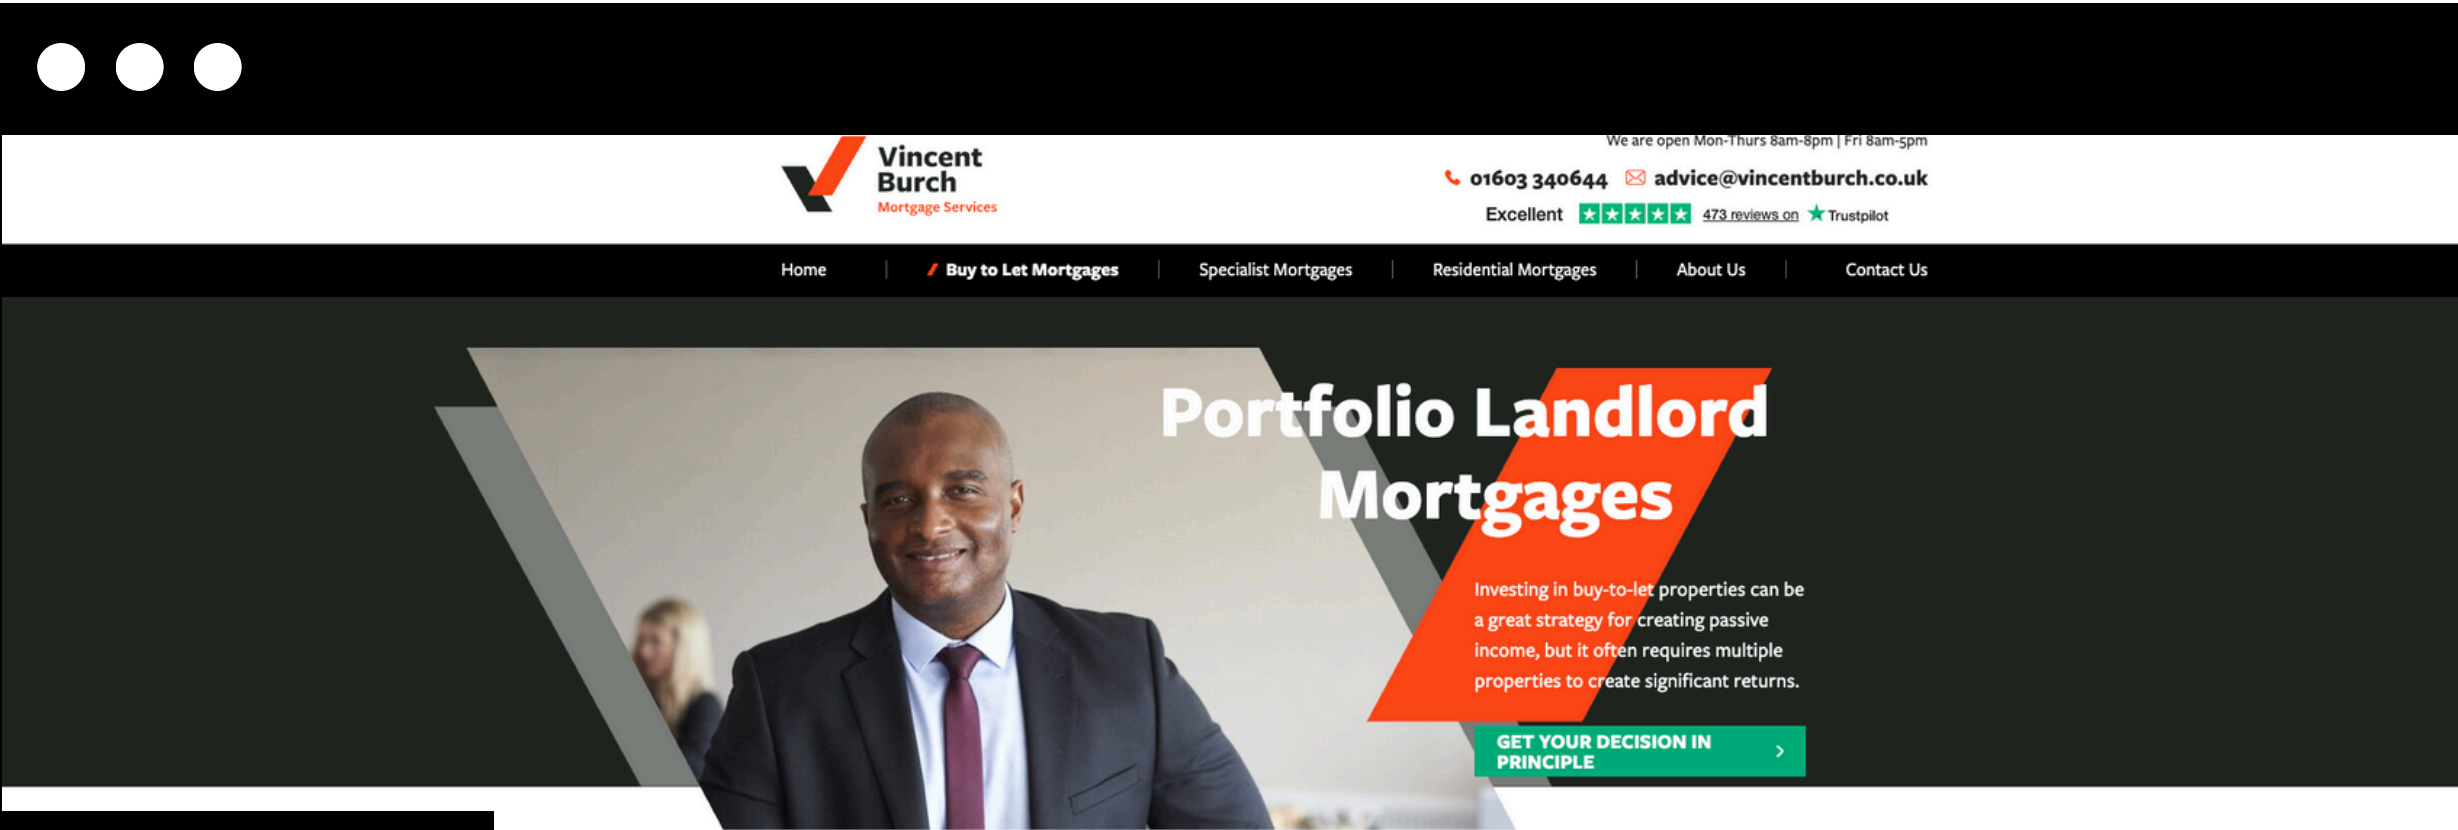 Vincent
Burch
Mortgage Services
We are open Mon-Thurs 8am-8pm | Fri 8am-5pm
01603 340644 advice@vincentburch.co.uk
Excellent 473 reviews on Trustpilot
Home | Buy to Let Mortgages | Specialist Mortgages | Residential Mortgages | About Us | Contact Us
Portfolio Landlord
Mortgages
Investing in buy-to-let properties can be
a great strategy for creating passive
income, but it often requires multiple
properties to create significant returns.
GET YOUR DECISION IN
PRINCIPLE